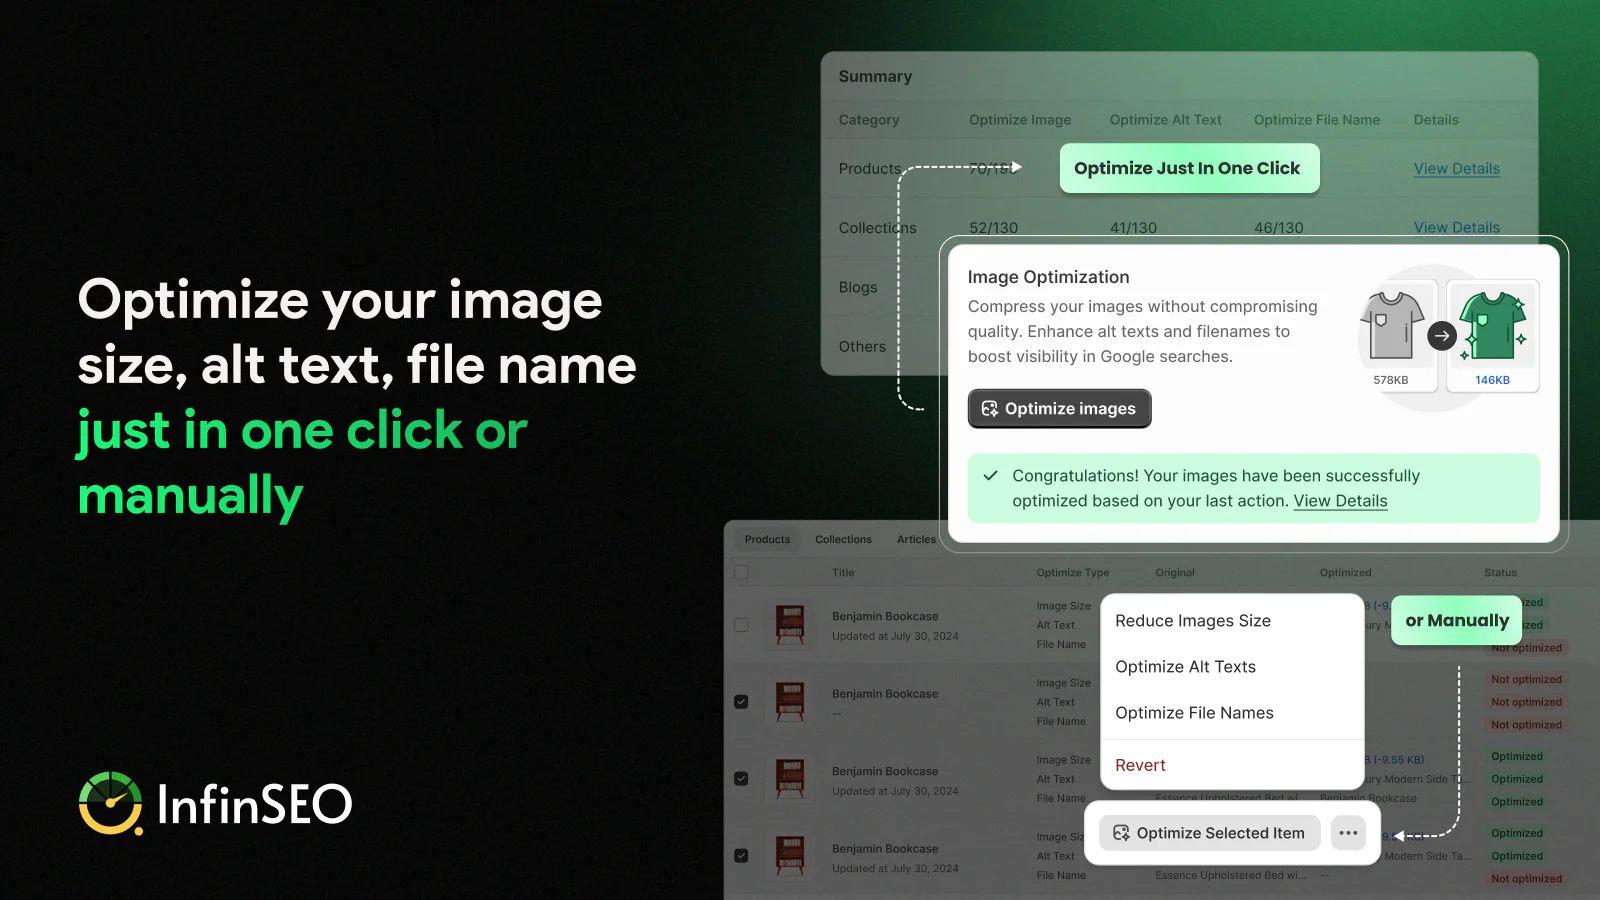 Optimize your image
size, alt text, file name
just in one click or
manually
InfinSEO
Summary
Category Optimize Image Optimize Alt Text Optimize File Name Details
Products Optimize Just In One Click View Details
Collections 52/130 41/130 46/130 View Details
Blogs
Others
Image Optimization
Compress your images without compromising
quality. Enhance alt texts and filenames to
boost visibility in Google searches.
578KB 146KB
Optimize images
Congratulations! Your images have been successfully
optimized based on your last action. View Details
Products Collections Articles
Title Optimize Type Original Optimized Status
Benjamin Bookcase
Updated at July 30, 2024
Image Size
Alt Text
File Name
Not optimized
Benjamin Bookcase
--
Image Size
Alt Text
File Name
Not optimized
Not optimized
Not optimized
Benjamin Bookcase
Updated at July 30, 2024
Image Size (-9.55 KB) Optimized
Alt Text Modern Side T... Optimized
File Name Essence Upholstered Bed wi... Benjamin Bookcase Optimized
Benjamin Bookcase
Updated at July 30, 2024
Optimized
Alt Text Modern Side Ta... Optimized
File Name Essence Upholstered Bed wi... -- Not optimized
Reduce Images Size
Optimize Alt Texts
Optimize File Names
Revert
or Manually
Optimize Selected Item